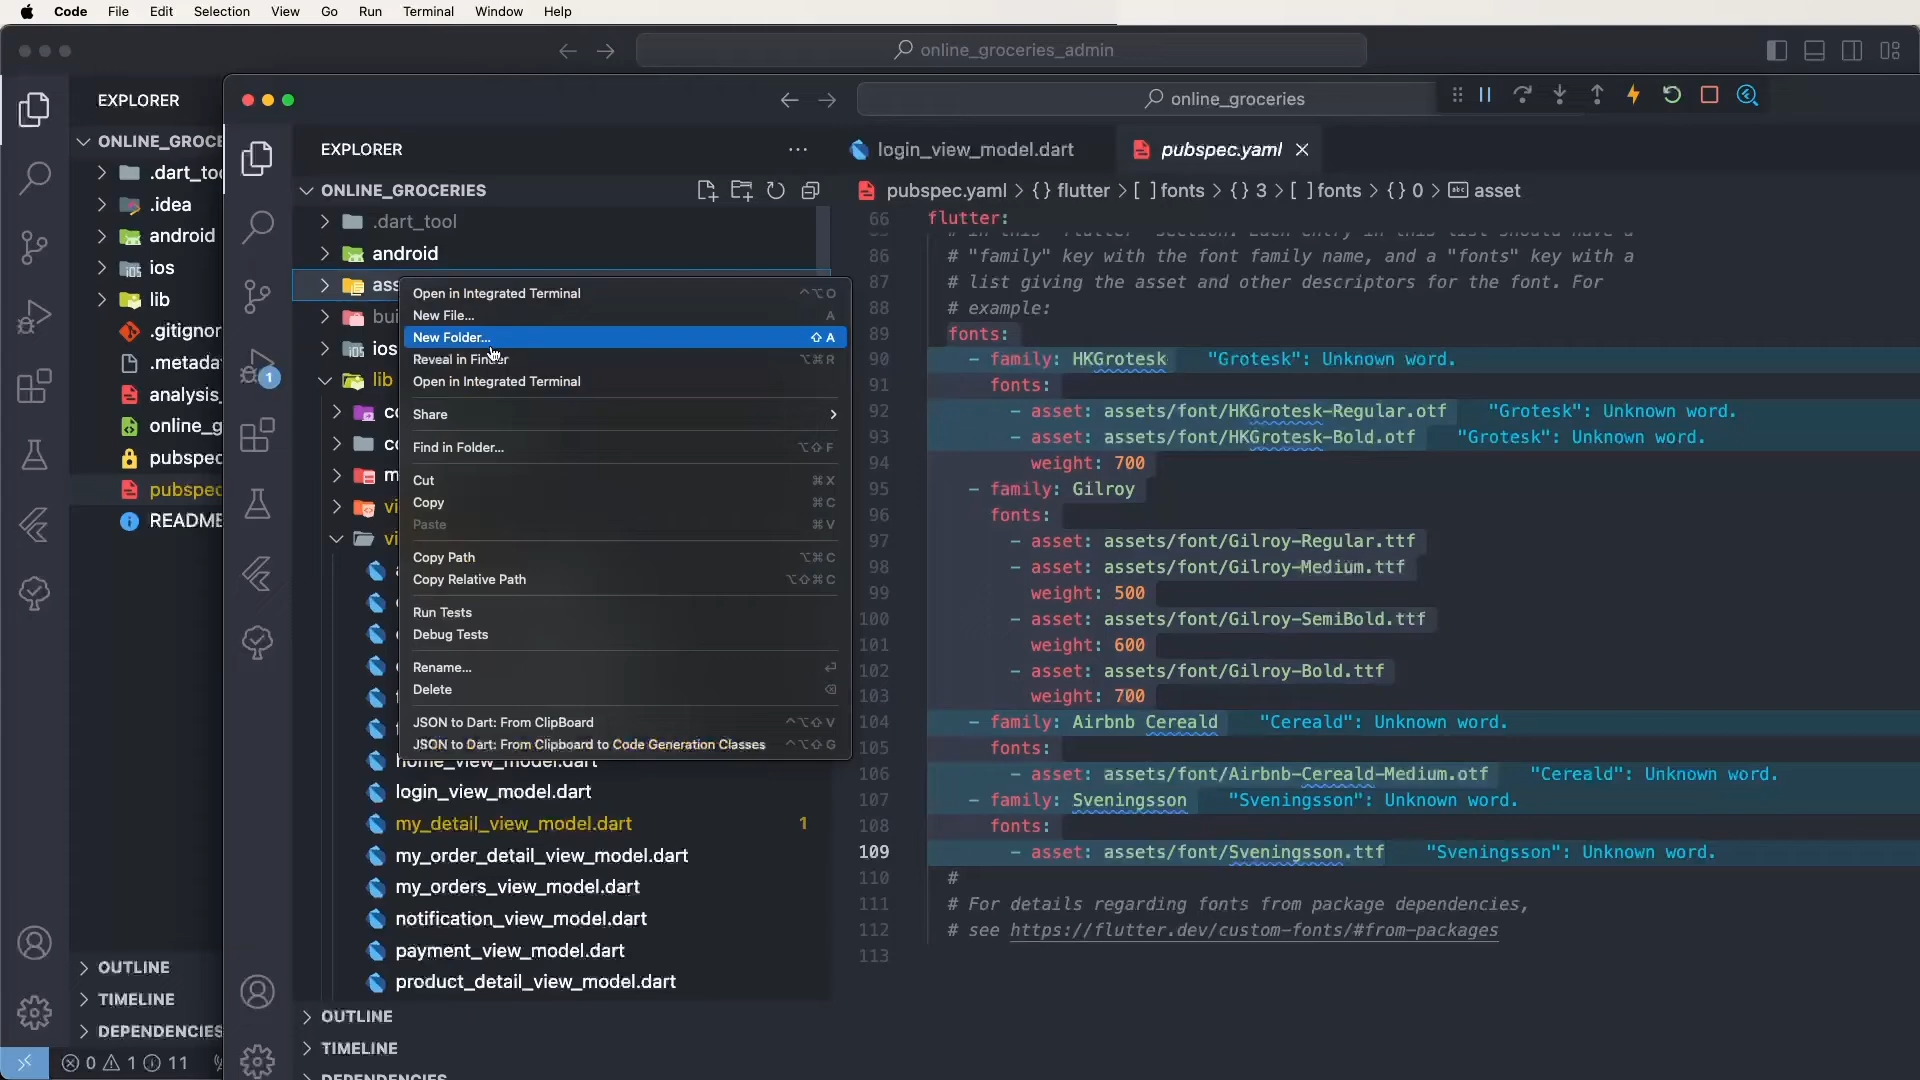 Code File Edit Selection View Go Run Terminal Window Help
online_groceries_admin
EXPLORER
ONLINE_GROCE
.dart_too
.idea
android
ios
lib
.gitignor
.metada
analysis_
online_g
pubspec
pubspec
README
OUTLINE
TIMELINE
DEPENDENCIES
0 1 11
1
online_groceries
EXPLORER
ONLINE_GROCERIES
.dart_tool
android
ass
bui
ios
lib
Open in Integrated Terminal ⌃⌥O
New File... A
New Folder... ⇧A
Reveal in Finder ⌥⌘R
Open in Integrated Terminal
Share
Find in Folder... ⌥⇧F
Cut ⌘X
Copy ⌘C
Paste ⌘V
Copy Path ⌥⌘C
Copy Relative Path ⌥⇧⌘C
Run Tests
Debug Tests
Rename... ⏎
Delete ⌫
JSON to Dart: From ClipBoard ⌃⌥⇧V
JSON to Dart: From Clipboard to Code Generation Classes ⌃⌥⇧G
home_view_model.dart
login_view_model.dart
my_detail_view_model.dart 1
my_order_detail_view_model.dart
my_orders_view_model.dart
notification_view_model.dart
payment_view_model.dart
product_detail_view_model.dart
OUTLINE
TIMELINE
DEPENDENCIES
login_view_model.dart pubspec.yaml
pubspec.yaml > {} flutter > [ ] fonts > {} 3 > [ ] fonts > {} 0 > abc asset
66 flutter:
86 # "family" key with the font family name, and a "fonts" key with a
87 # list giving the asset and other descriptors for the font. For
88 # example:
89 fonts:
90 - family: HKGrotesk "Grotesk": Unknown word.
91 fonts:
92 - asset: assets/font/HKGrotesk-Regular.otf "Grotesk": Unknown word.
93 - asset: assets/font/HKGrotesk-Bold.otf "Grotesk": Unknown word.
94 weight: 700
95 - family: Gilroy
96 fonts:
97 - asset: assets/font/Gilroy-Regular.ttf
98 - asset: assets/font/Gilroy-Medium.ttf
99 weight: 500
100 - asset: assets/font/Gilroy-SemiBold.ttf
101 weight: 600
102 - asset: assets/font/Gilroy-Bold.ttf
103 weight: 700
104 - family: Airbnb Cereald "Cereald": Unknown word.
105 fonts:
106 - asset: assets/font/Airbnb-Cereald-Medium.otf "Cereald": Unknown word.
107 - family: Sveningsson "Sveningsson": Unknown word.
108 fonts:
109 - asset: assets/font/Sveningsson.ttf "Sveningsson": Unknown word.
110 #
111 # For details regarding fonts from package dependencies,
112 # see https://flutter.dev/custom-fonts/#from-packages
113